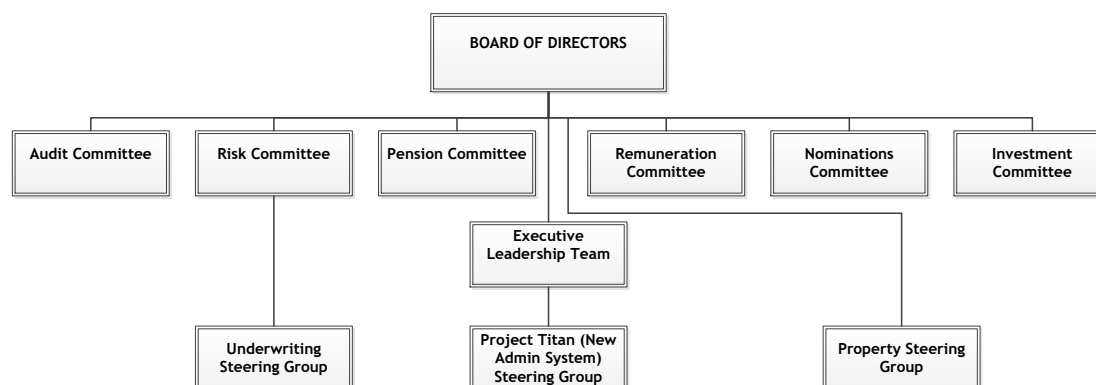 BOARD OF DIRECTORS
Audit Committee
Risk Committee
Pension Committee
Remuneration
Committee
Nominations
Committee
Investment
Committee
Executive
Leadership Team
Underwriting
Steering Group
Project Titan (New
Admin System)
Steering Group
Property Steering
Group